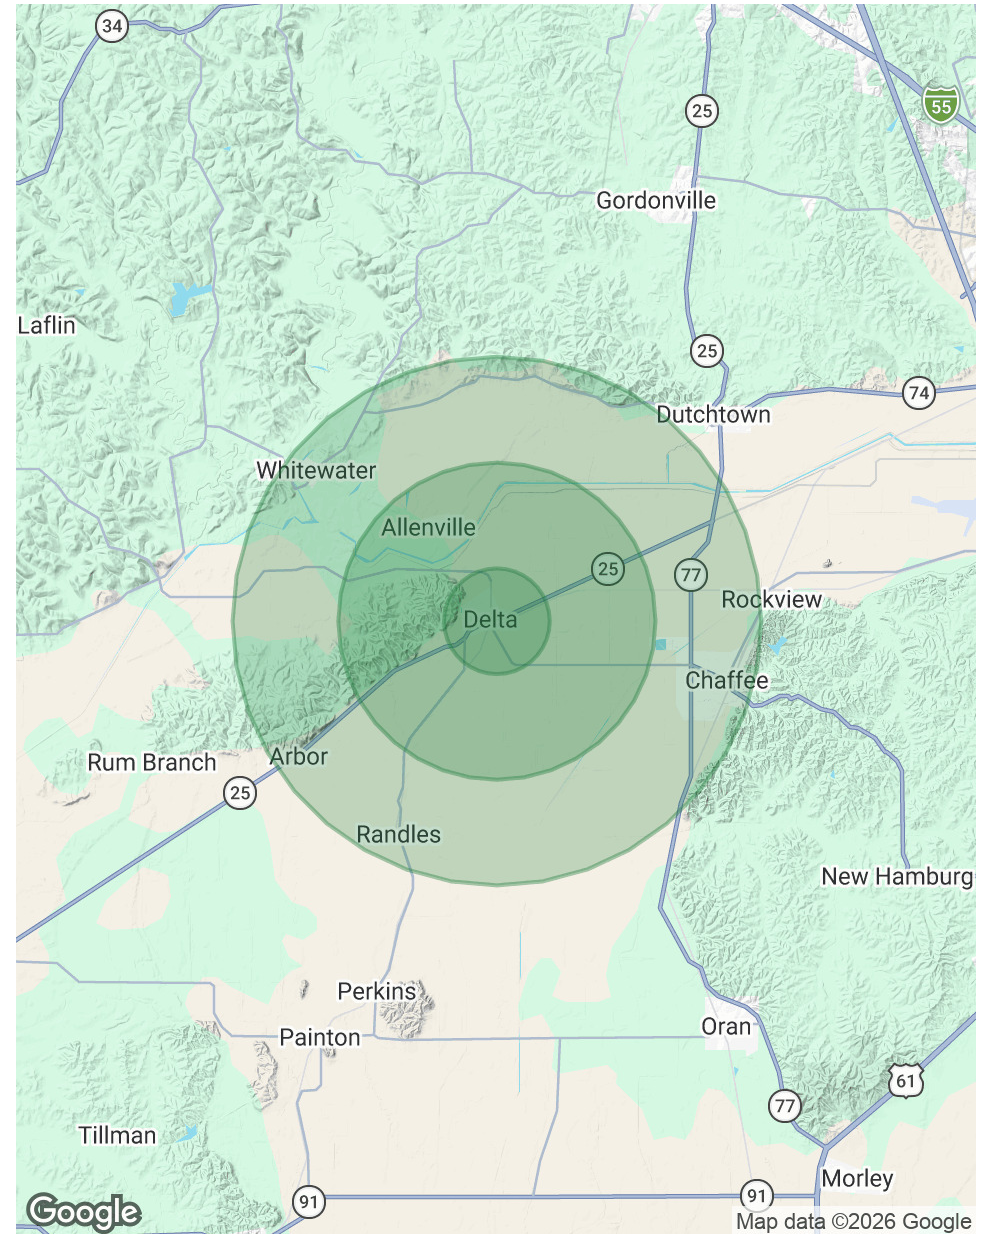 34
55
25
Gordonville
Laflin
25
74
Dutchtown
Whitewater
Allenville
25
77
Rockview
Delta
Chaffee
Arbor
Rum Branch
25
Randles
New Hamburg
Perkins
Oran
Painton
61
77
Tillman
Morley
91
91
Google
Map data ©2026 Google